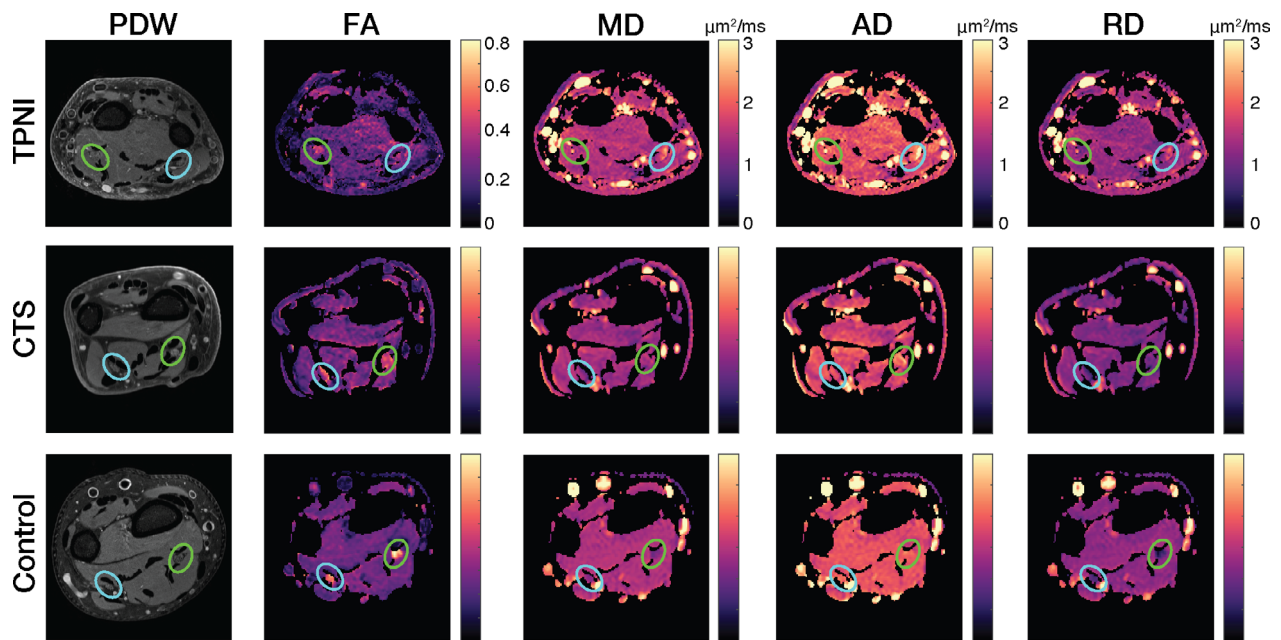 PDW FA MD AD RD
μm²/ms μm²/ms μm²/ms
TPNI
0.8 3 3 3
0.6
2 2 2
0.4
1 1 1
0.2
0 0 0 0
CTS
Control